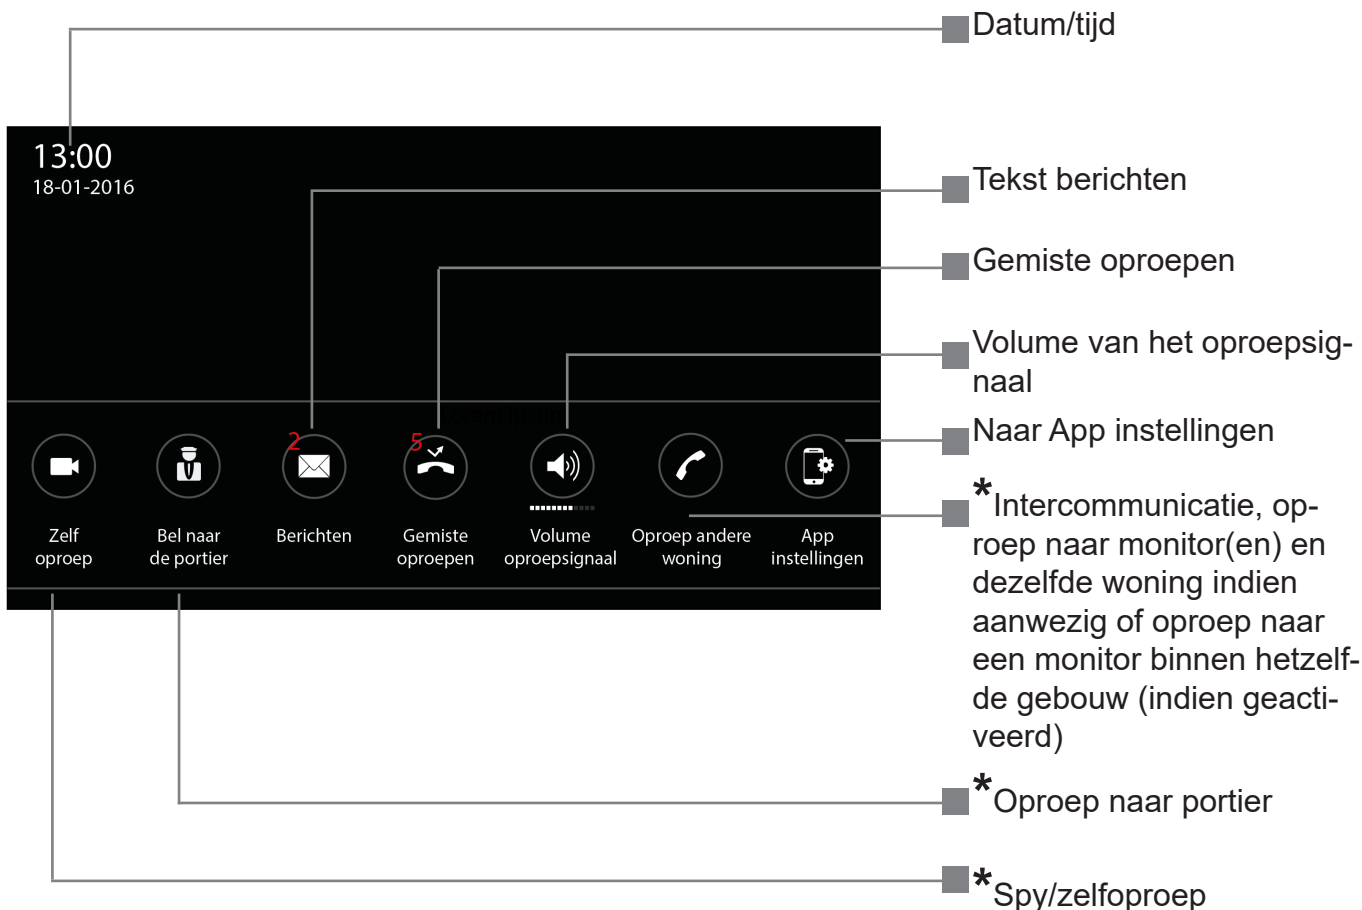 Datum/tijd
13:00
18-01-2016
Tekst berichten
Gemiste oproepen
Volume van het oproepsig-
naal
Naar App instellingen
*Intercommunicatie, op-
roep naar monitor(en) en
dezelfde woning indien
aanwezig of oproep naar
een monitor binnen hetzelf-
de gebouw (indien geacti-
veerd)
*Oproep naar portier
*Spy/zelfoproep
2
5
Zelf
oproep
Bel naar
de portier
Berichten
Gemiste
oproepen
Volume
oproepsignaal
Oproep andere
woning
App
instellingen